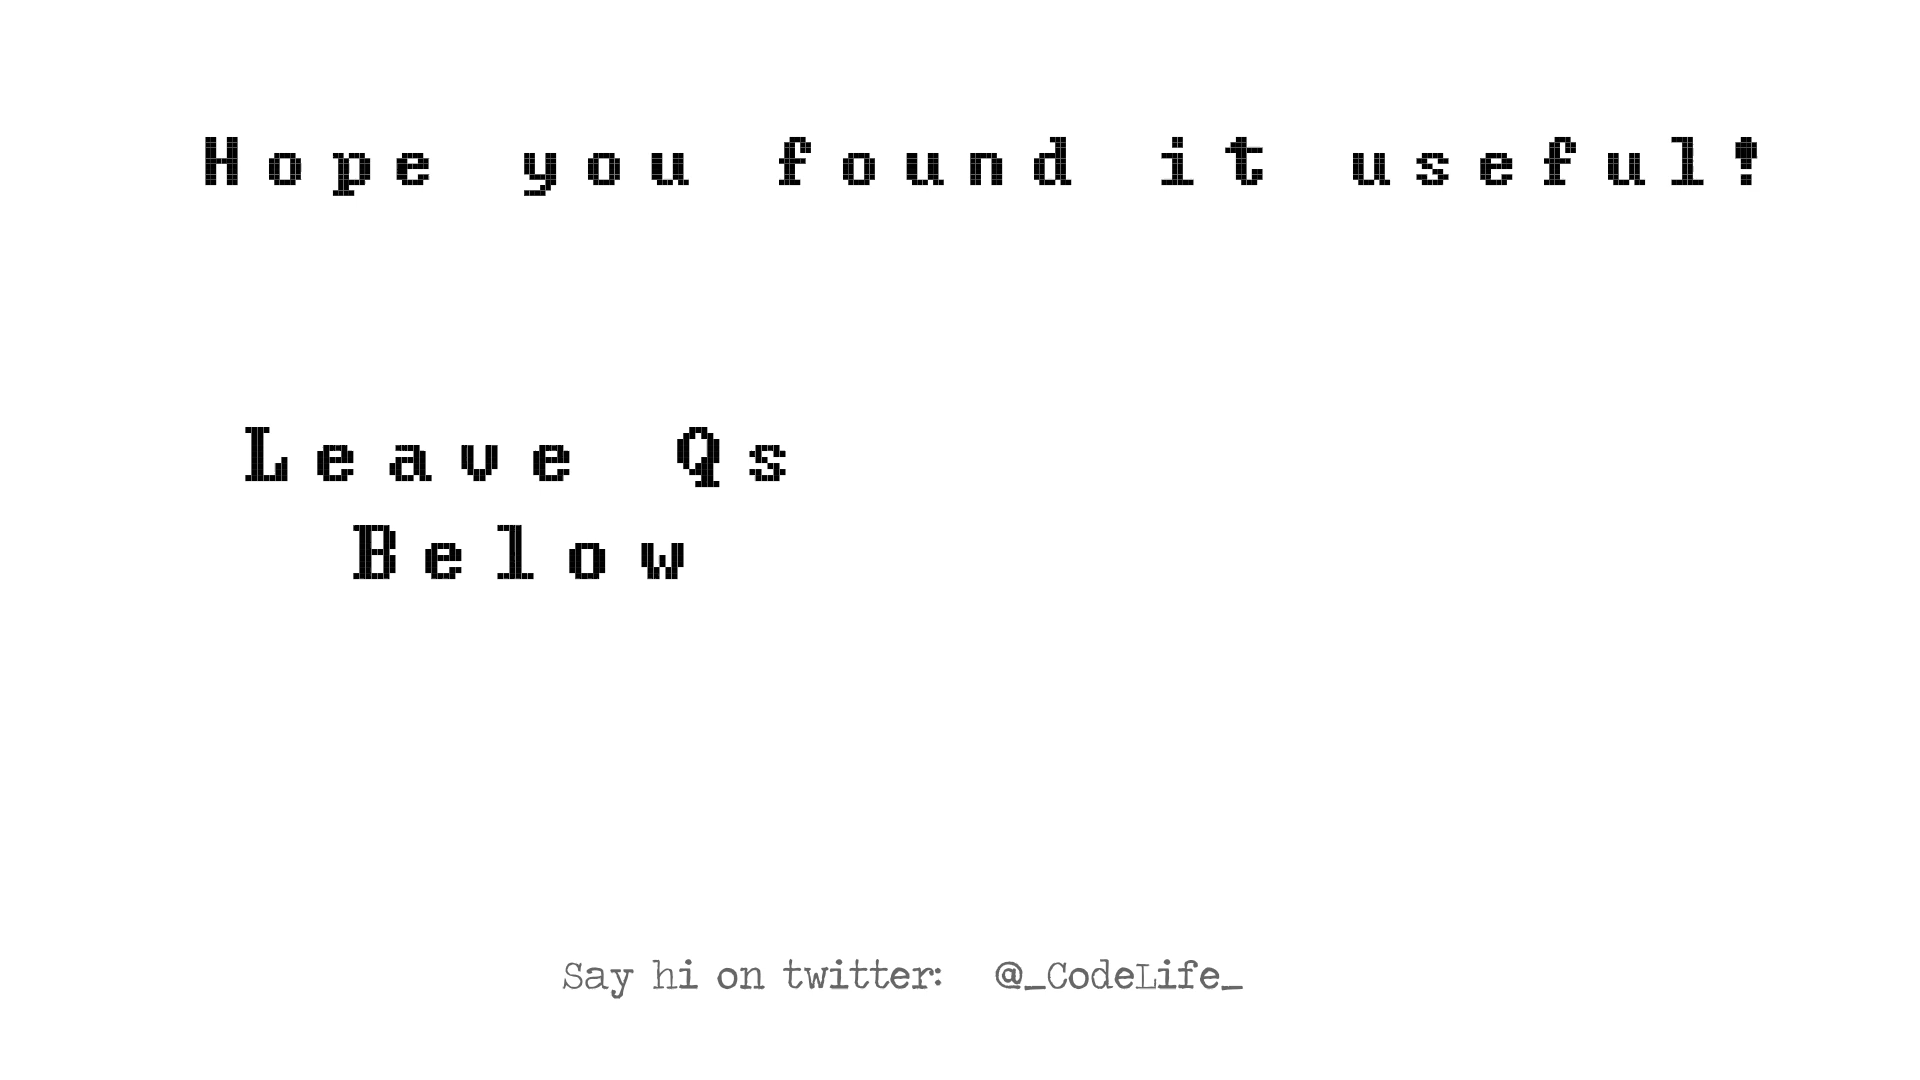 Hope you found it useful!
Leave Qs
Below
Say hi on twitter: @_CodeLife_